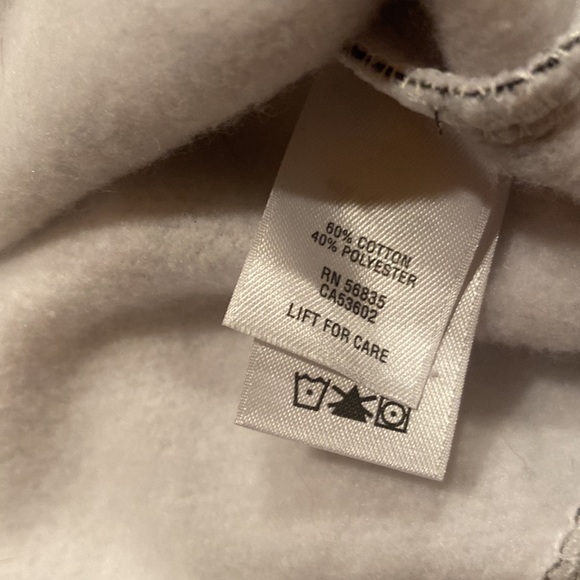 60% COTTON
40% POLYESTER
RN 56835
CA53602
LIFT FOR CARE